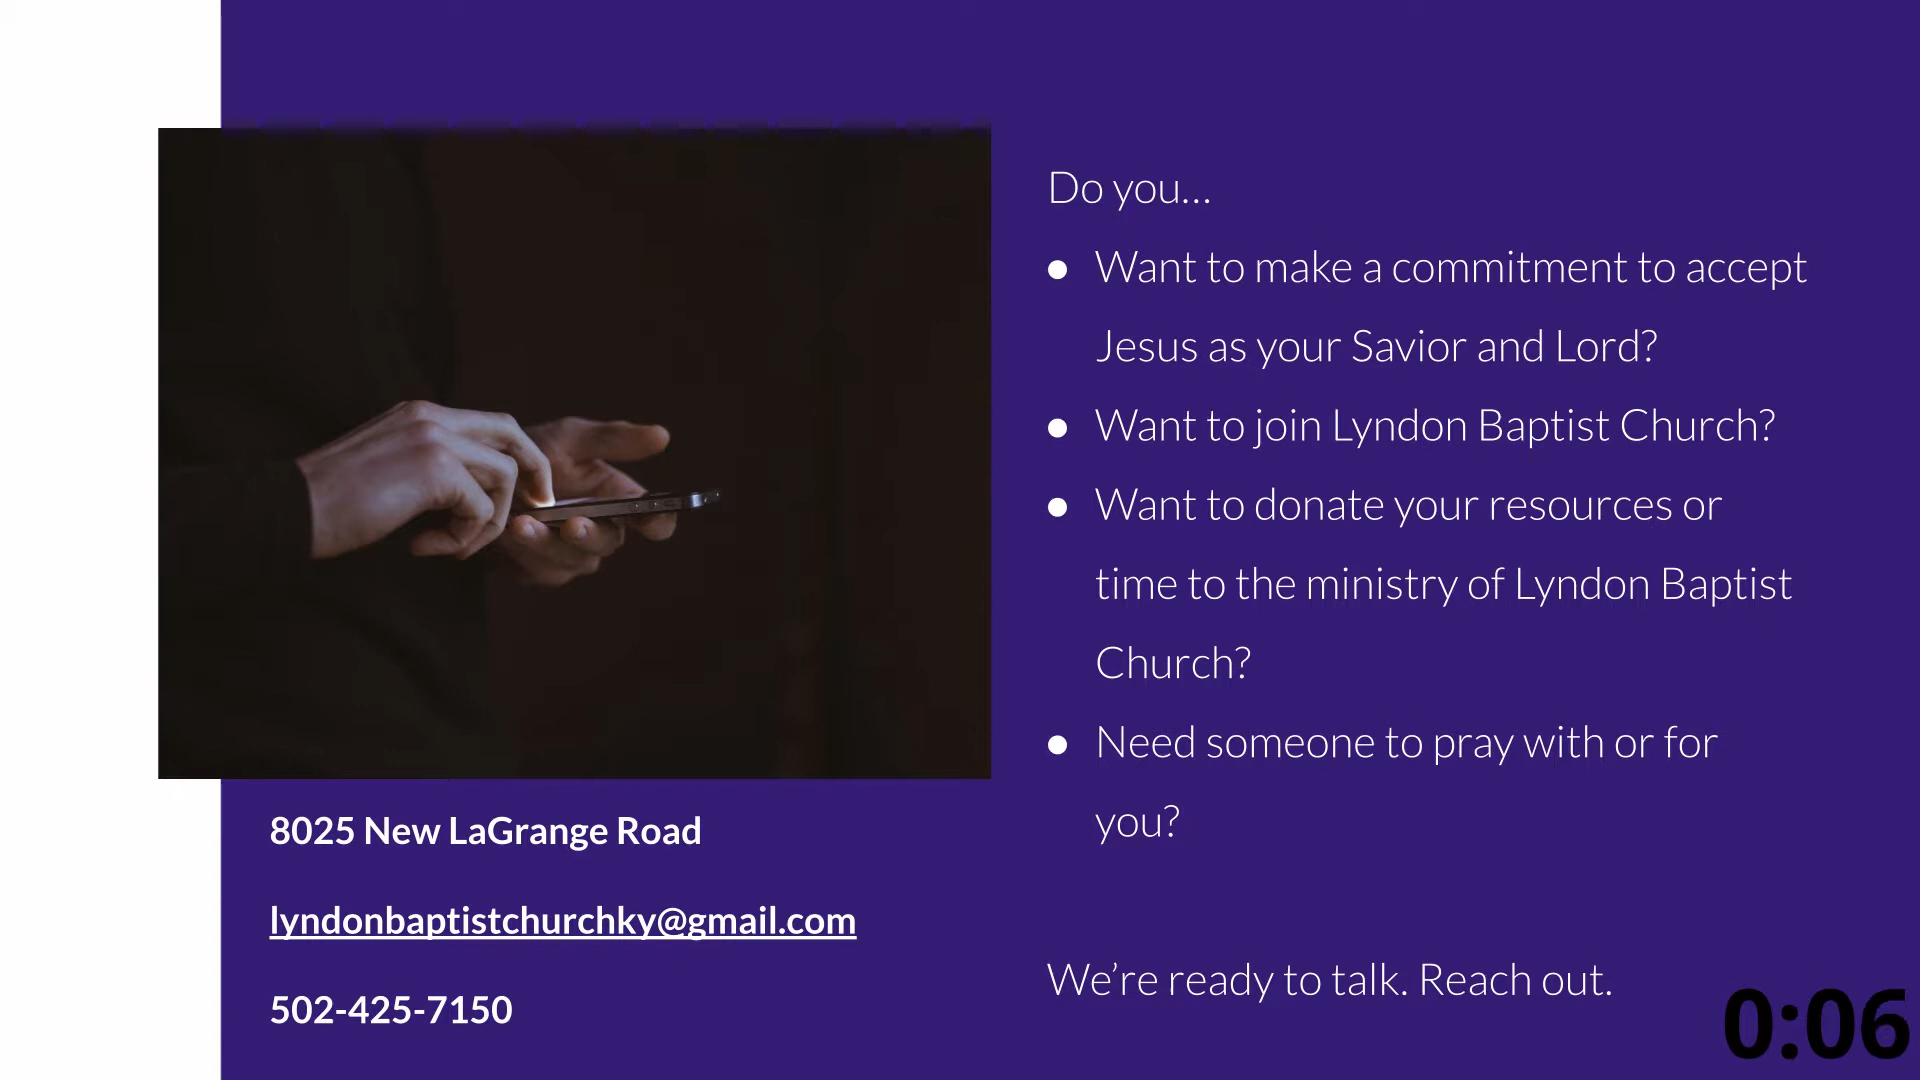 Do you...
● Want to make a commitment to accept
Jesus as your Savior and Lord?
● Want to join Lyndon Baptist Church?
● Want to donate your resources or
time to the ministry of Lyndon Baptist
Church?
● Need someone to pray with or for
you?
We’re ready to talk. Reach out.
8025 New LaGrange Road
lyndonbaptistchurchky@gmail.com
502-425-7150
0:06